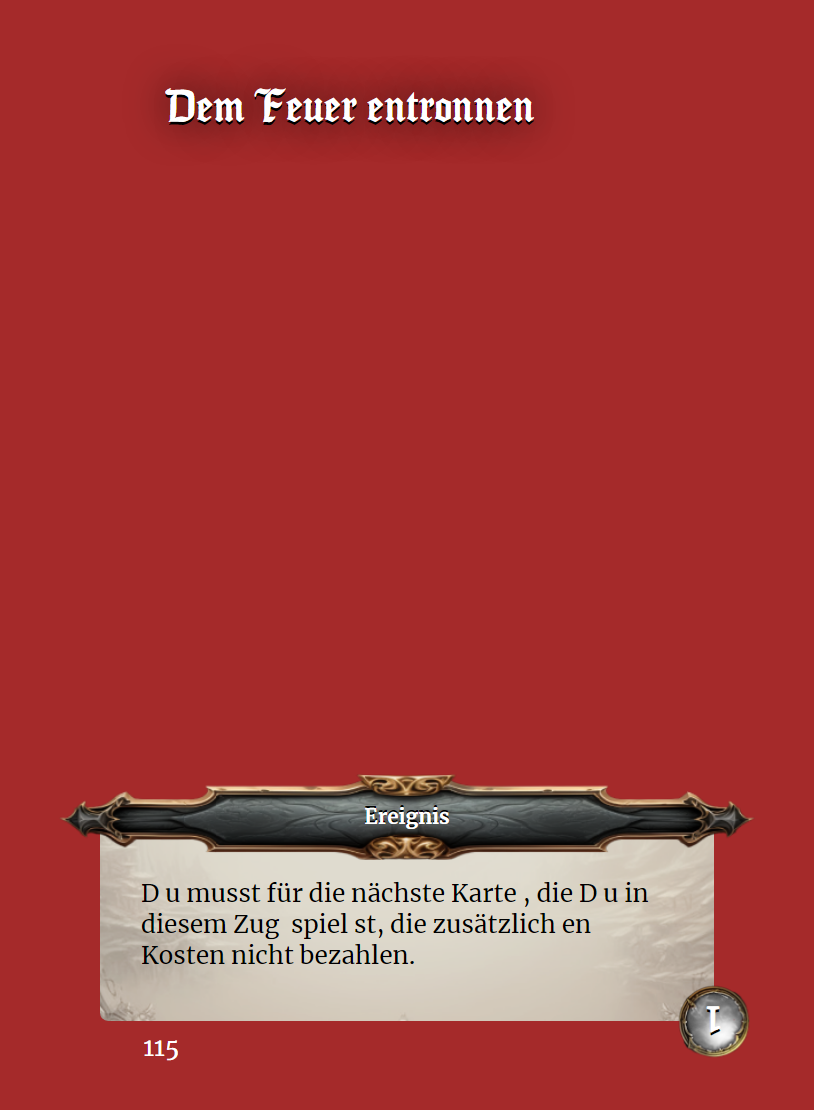 Dem Feuer entronnen
Ereignis
D u musst für die nächste Karte , die D u in
diesem Zug  spiel st, die zusätzlich en
Kosten nicht bezahlen.
1
115